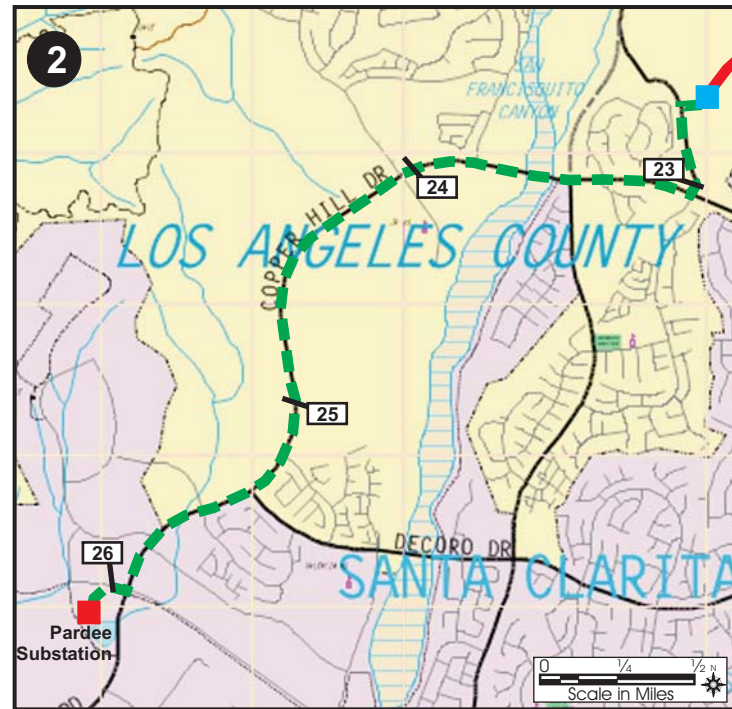 2
SAN
FRANCISQUITO
CANYON
23
24
COPPER HILL DR
LOS ANGELES COUNTY
25
DECORO DR
26
SANTA CLARITA
Pardee
Substation
0 1/4 1/2 N
Scale in Miles